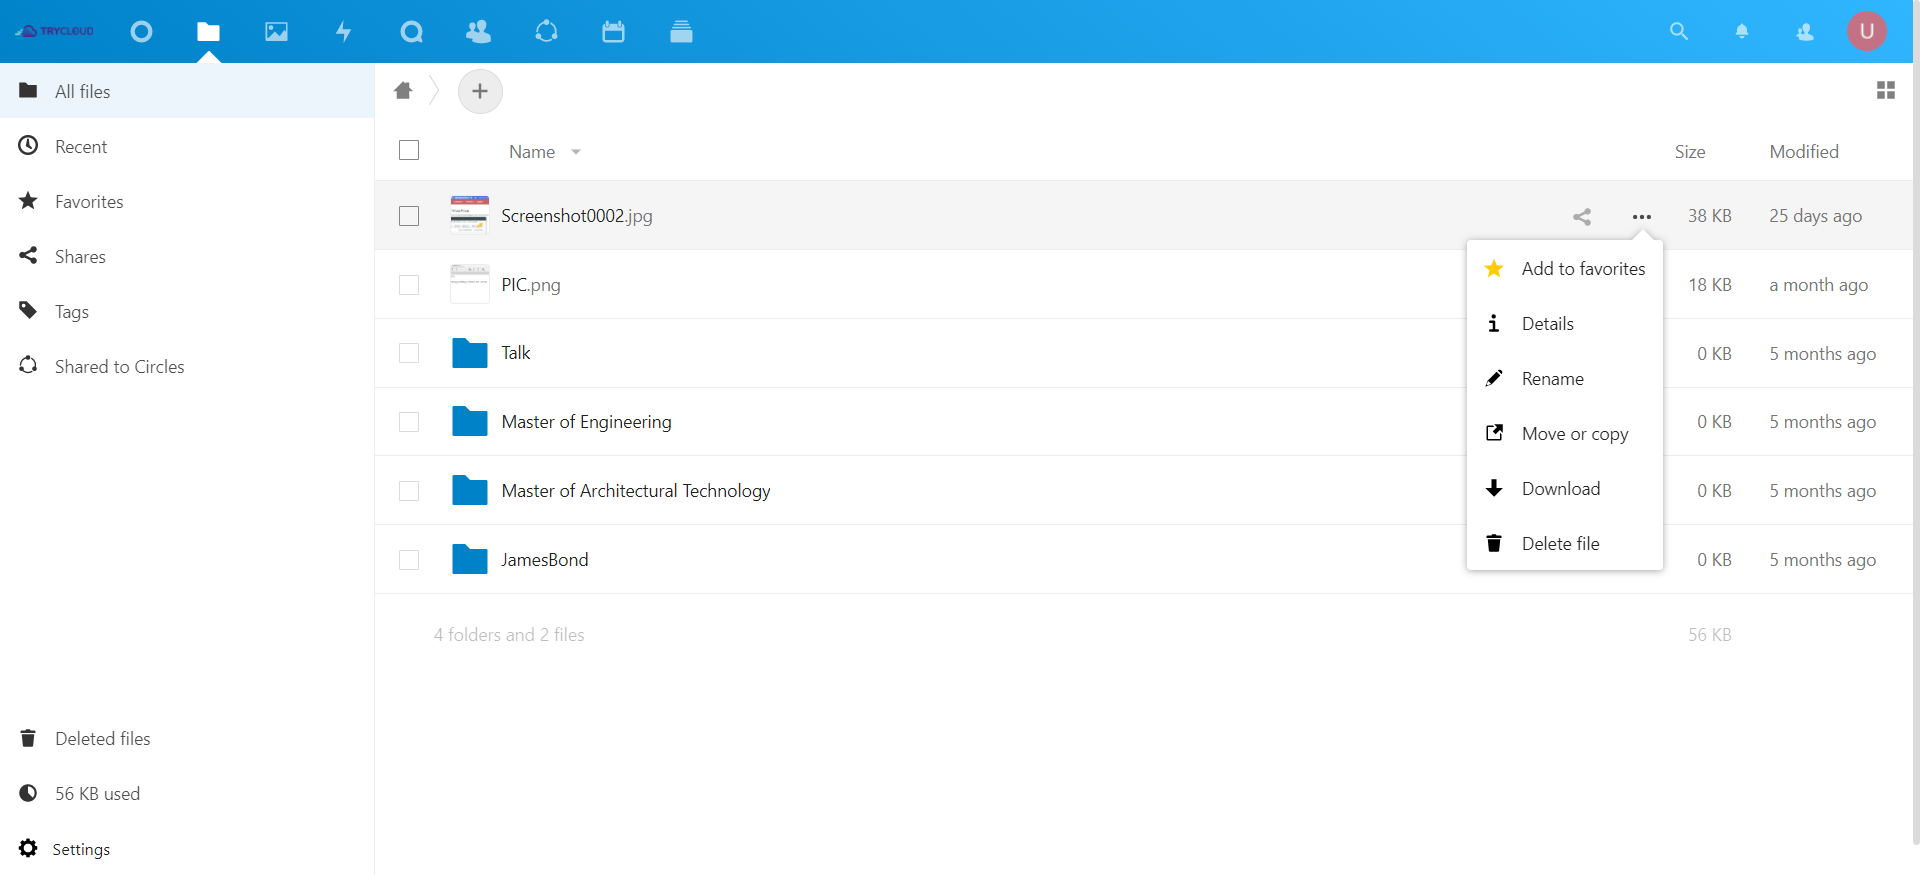 TRYCLOUD
U
All files
Recent
Favorites
Shares
Tags
Shared to Circles
Deleted files
56 KB used
Settings
Name Size Modified
Screenshot0002.jpg 38 KB 25 days ago
PIC.png 18 KB a month ago
Talk 0 KB 5 months ago
Master of Engineering 0 KB 5 months ago
Master of Architectural Technology 0 KB 5 months ago
JamesBond 0 KB 5 months ago
4 folders and 2 files 56 KB
Add to favorites
Details
Rename
Move or copy
Download
Delete file